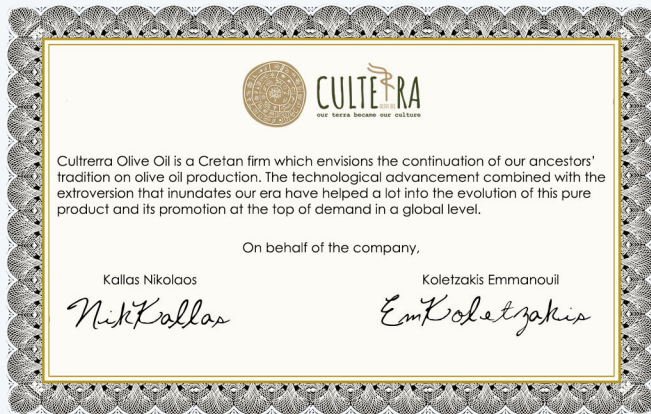 CULTERRA
our terra became our culture
Cultrerra Olive Oil is a Cretan firm which envisions the continuation of our ancestors’
tradition on olive oil production. The technological advancement combined with the
extroversion that inundates our era have helped a lot into the evolution of this pure
product and its promotion at the top of demand in a global level.
On behalf of the company,
Kallas Nikolaos
Koletzakis Emmanouil
NikKallas
EmKoletzakis